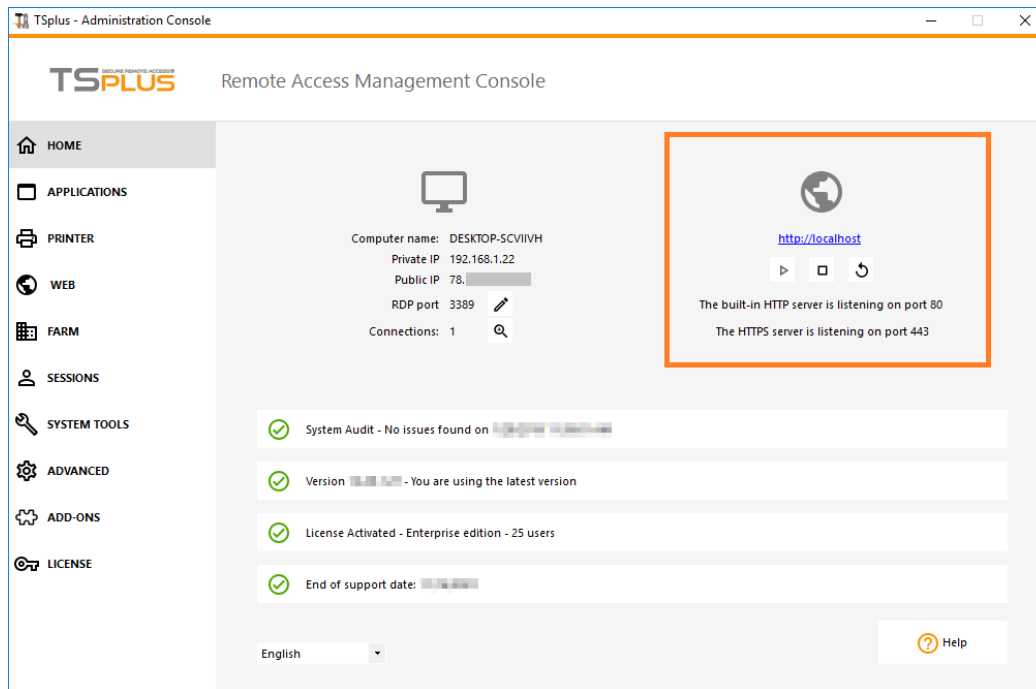 TSplus - Administration Console
TSPLUS
SECURE REMOTE ACCESS®
Remote Access Management Console
HOME
APPLICATIONS
PRINTER
WEB
FARM
SESSIONS
SYSTEM TOOLS
ADVANCED
ADD-ONS
LICENSE
Computer name: DESKTOP-SCVIIVH
Private IP 192.168.1.22
Public IP 78.
RDP port 3389
Connections: 1
http://localhost
The built-in HTTP server is listening on port 80
The HTTPS server is listening on port 443
System Audit - No issues found on
Version - You are using the latest version
License Activated - Enterprise edition - 25 users
End of support date:
English
Help